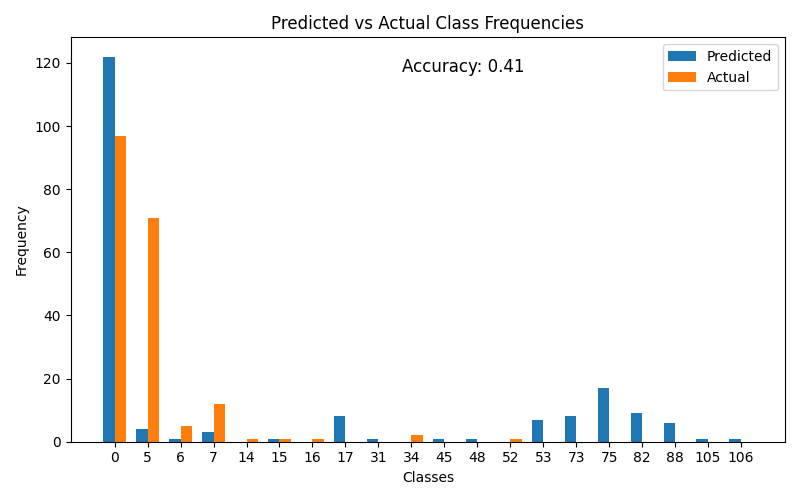 Predicted vs Actual Class Frequencies
Accuracy: 0.41
Predicted
Actual
Frequency
120
100
80
60
40
20
0
0 5 6 7 14 15 16 17 31 34 45 48 52 53 73 75 82 88 105 106
Classes